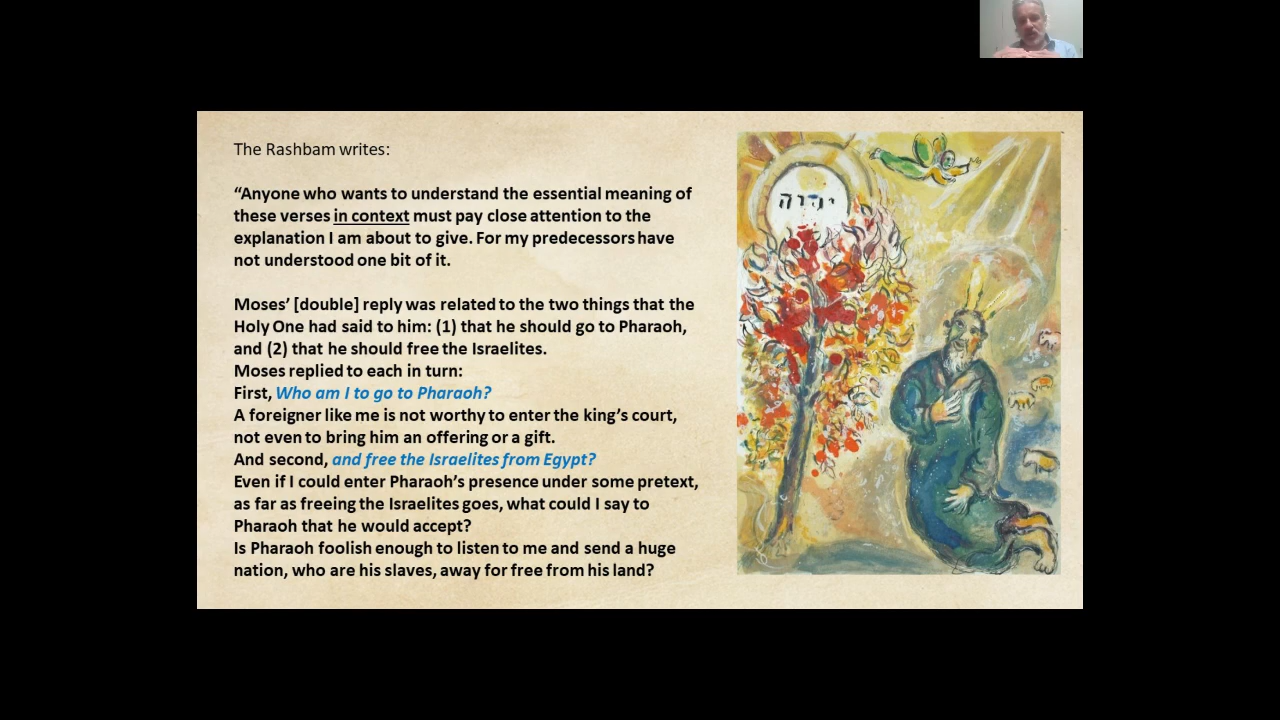 The Rashbam writes:
“Anyone who wants to understand the essential meaning of
these verses in context must pay close attention to the
explanation I am about to give. For my predecessors have
not understood one bit of it.
Moses’ [double] reply was related to the two things that the
Holy One had said to him: (1) that he should go to Pharaoh,
and (2) that he should free the Israelites.
Moses replied to each in turn:
First, Who am I to go to Pharaoh?
A foreigner like me is not worthy to enter the king’s court,
not even to bring him an offering or a gift.
And second, and free the Israelites from Egypt?
Even if I could enter Pharaoh’s presence under some pretext,
as far as freeing the Israelites goes, what could I say to
Pharaoh that he would accept?
Is Pharaoh foolish enough to listen to me and send a huge
nation, who are his slaves, away for free from his land?
יהוה